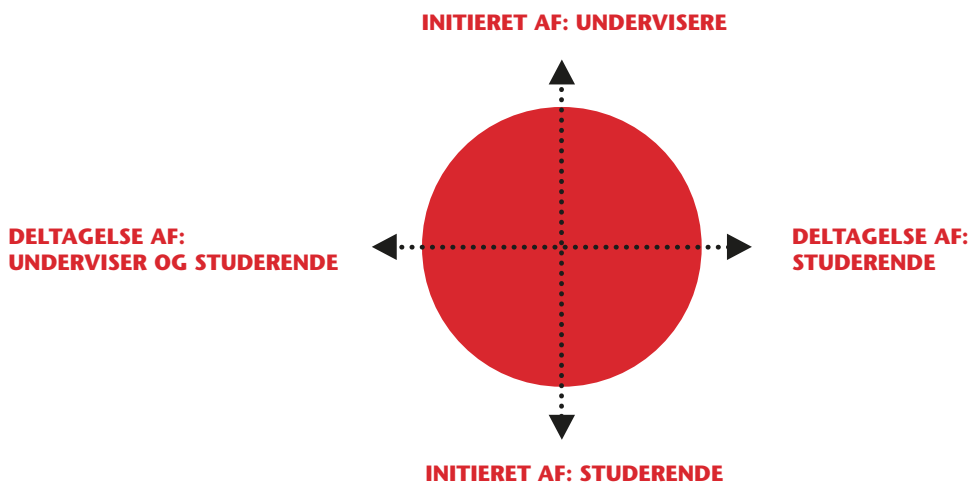 INITIERET AF: UNDERVISERE
DELTAGELSE AF:
UNDERVISER OG STUDERENDE
DELTAGELSE AF:
STUDERENDE
INITIERET AF: STUDERENDE